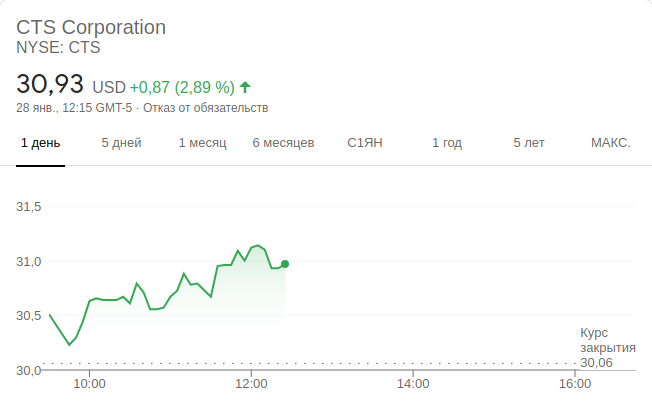 CTS Corporation
NYSE: CTS
30,93 USD +0,87 (2,89 %)
28 янв., 12:15 GMT-5 · Отказ от обязательств
1 день 5 дней 1 месяц 6 месяцев С1ЯН 1 год 5 лет МАКС.
31,5
31,0
30,5
Курс
закрытия
30,06
30,0
10:00 12:00 14:00 16:00